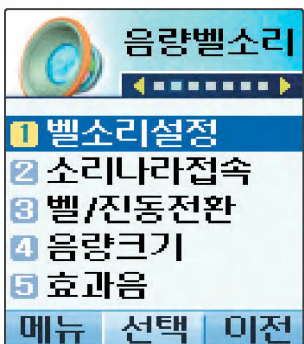 음량벨소리
1 벨소리설정
2 소리나라접속
3 벨/진동전환
4 음량크기
5 효과음
메뉴 선택 이전